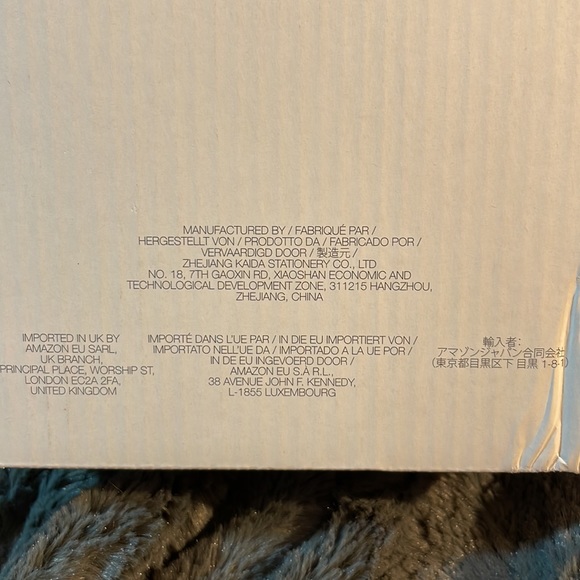 MANUFACTURED BY / FABRIQUÉ PAR /
HERGESTELLT VON / PRODOTTO DA / FABRICADO POR /
VERVAARDIGD DOOR / 製造元 /
ZHEJIANG KAIDA STATIONERY CO., LTD
NO. 18, 7TH GAOXIN RD, XIAOSHAN ECONOMIC AND
TECHNOLOGICAL DEVELOPMENT ZONE, 311215 HANGZHOU,
ZHEJIANG, CHINA
IMPORTED IN UK BY
AMAZON EU SARL,
UK BRANCH,
PRINCIPAL PLACE, WORSHIP ST,
LONDON EC2A 2FA,
UNITED KINGDOM
IMPORTÉ DANS L'UE PAR / IN DIE EU IMPORTIERT VON /
IMPORTATO NELL'UE DA / IMPORTADO A LA UE POR /
IN DE EU INGEVOERD DOOR /
AMAZON EU S.À R.L.,
38 AVENUE JOHN F. KENNEDY,
L-1855 LUXEMBOURG
輸入者:
アマゾンジャパン合同会社
(東京都目黒区下目黒 1-8-1)